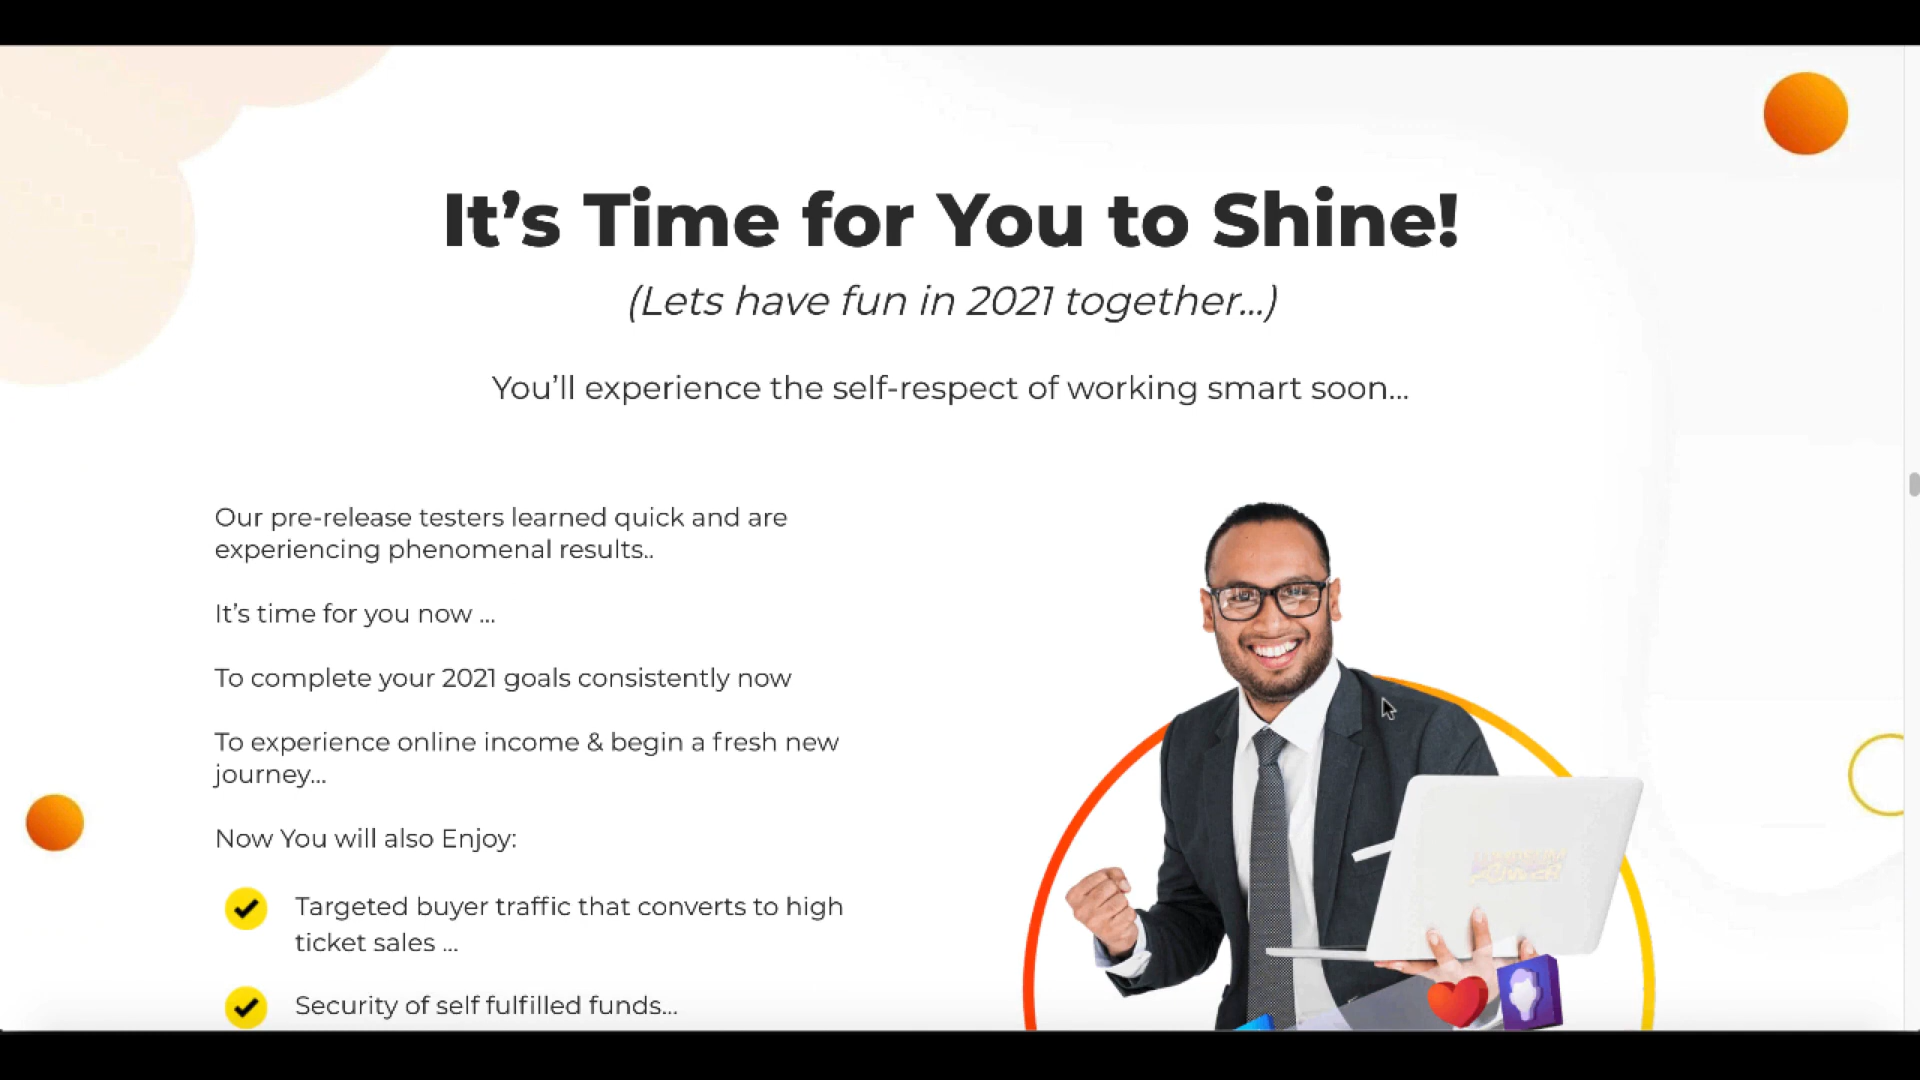 It’s Time for You to Shine!
(Lets have fun in 2021 together...)
You’ll experience the self-respect of working smart soon...
Our pre-release testers learned quick and are
experiencing phenomenal results..
It’s time for you now ...
To complete your 2021 goals consistently now
To experience online income & begin a fresh new
journey...
Now You will also Enjoy:
Targeted buyer traffic that converts to high
ticket sales ...
Security of self fulfilled funds...